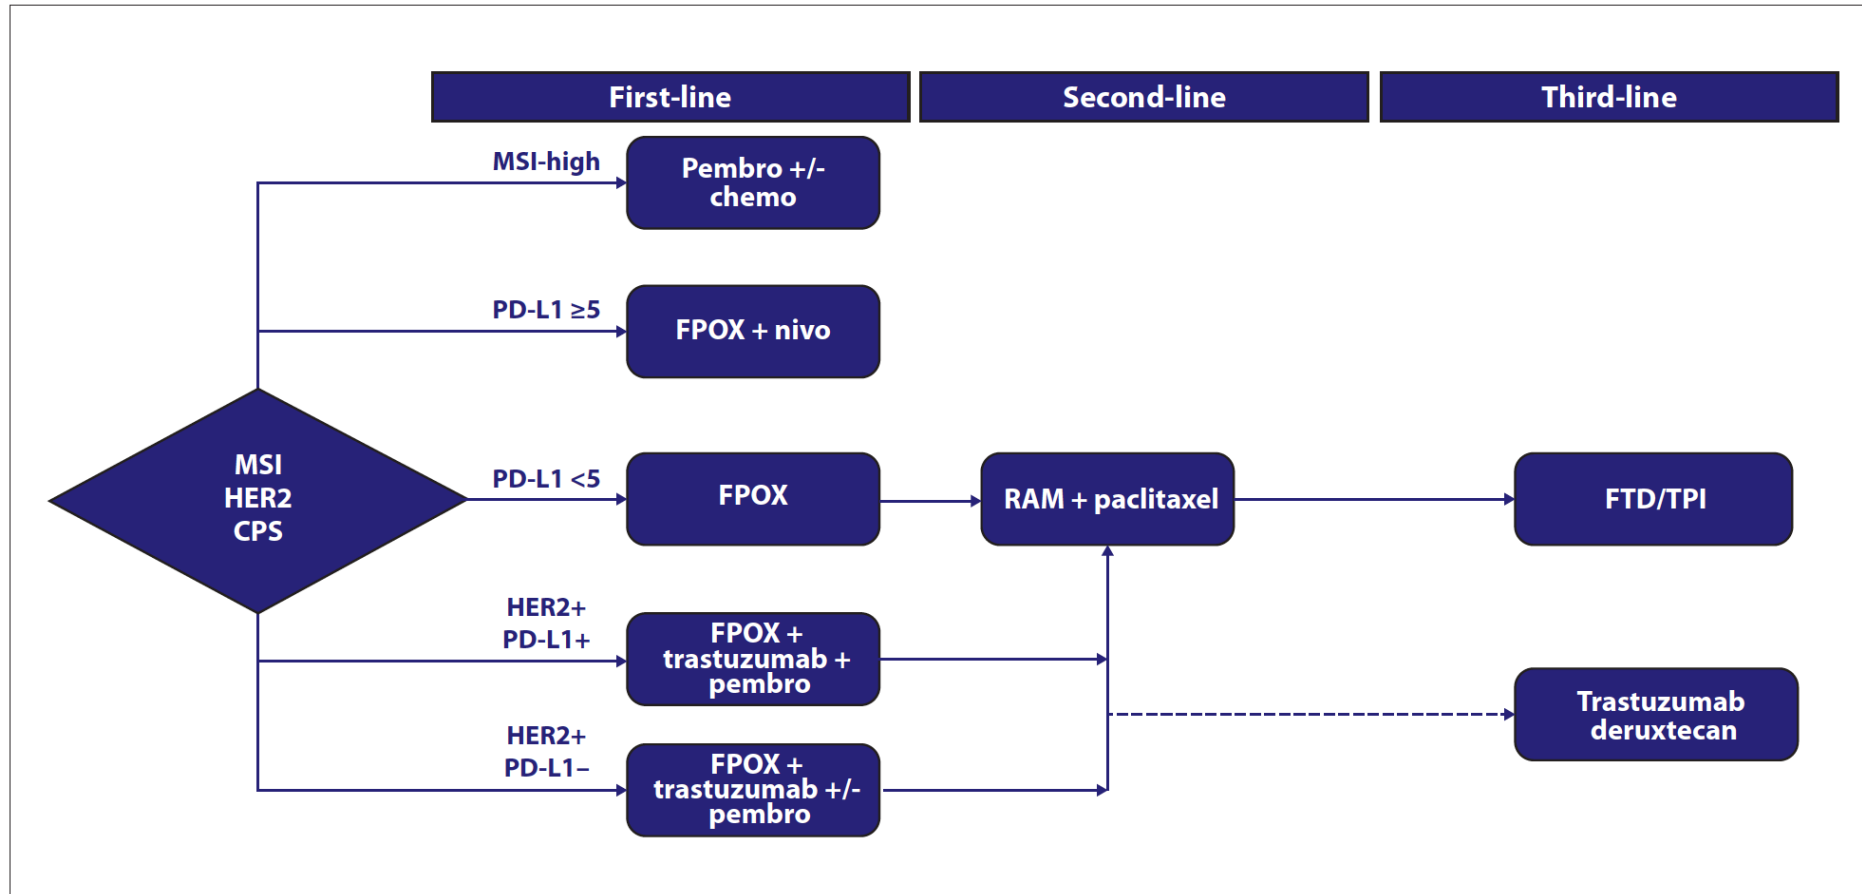 First-line
Second-line
Third-line
MSI-high
Pembro +/-
chemo
PD-L1 ≥5
FPOX + nivo
MSI
HER2
CPS
PD-L1 <5
FPOX
RAM + paclitaxel
FTD/TPI
HER2+
PD-L1+
FPOX +
trastuzumab +
pembro
Trastuzumab
deruxtecan
HER2+
PD-L1–
FPOX +
trastuzumab +/-
pembro